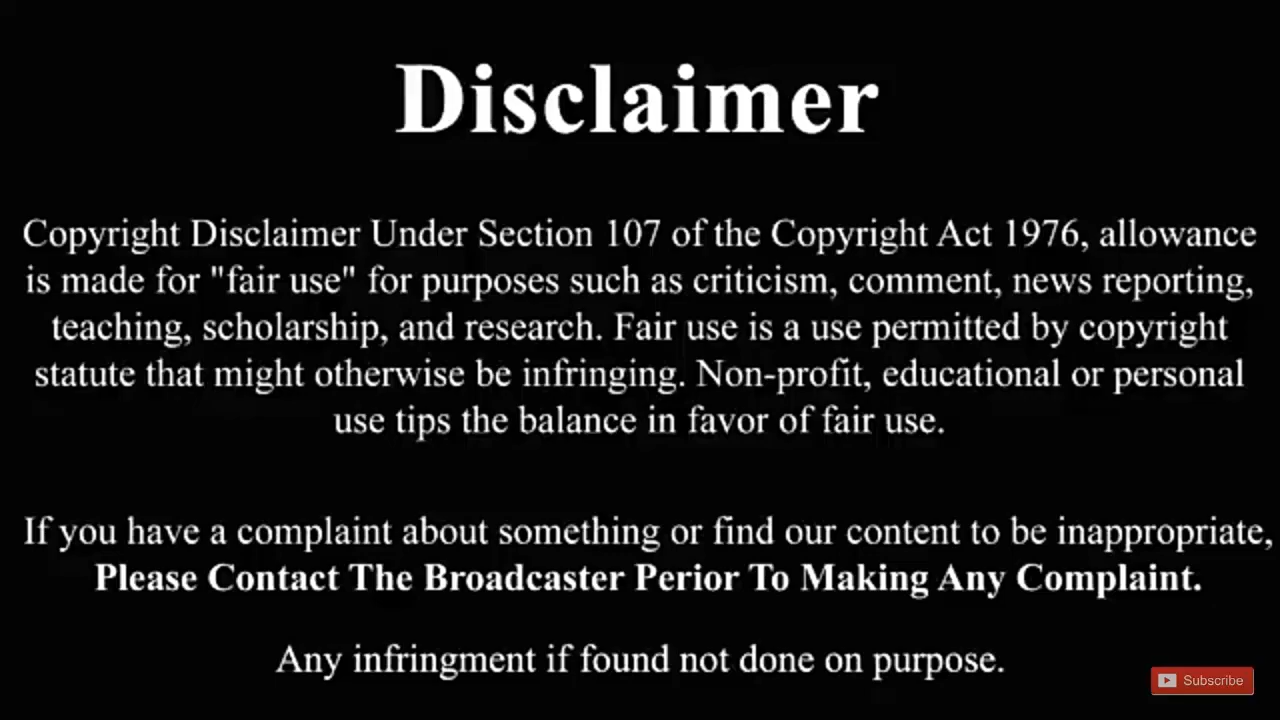 Disclaimer
Copyright Disclaimer Under Section 107 of the Copyright Act 1976, allowance
is made for "fair use" for purposes such as criticism, comment, news reporting,
teaching, scholarship, and research. Fair use is a use permitted by copyright
statute that might otherwise be infringing. Non-profit, educational or personal
use tips the balance in favor of fair use.
If you have a complaint about something or find our content to be inappropriate,
Please Contact The Broadcaster Perior To Making Any Complaint.
Any infringment if found not done on purpose.
Subscribe